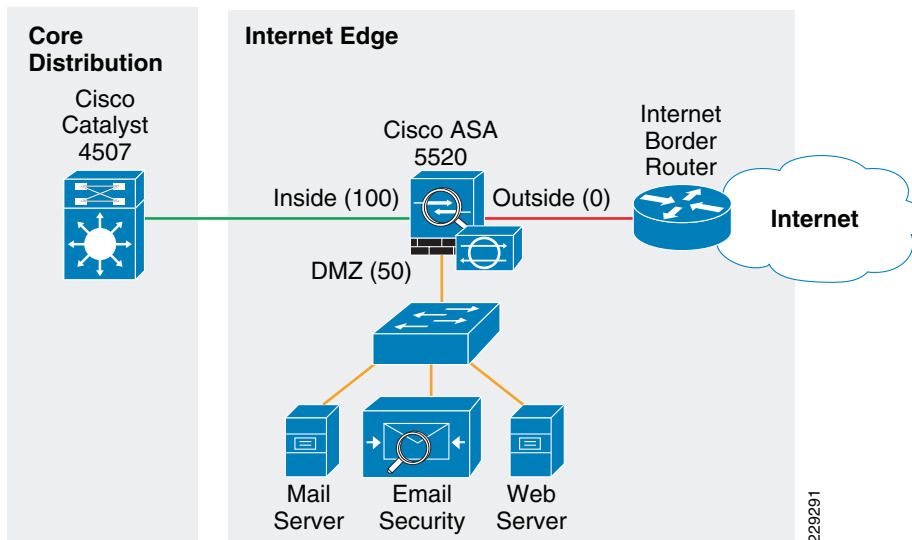 Core
Distribution
Cisco
Catalyst
4507
Internet Edge
Cisco ASA
5520
Internet
Border
Router
Inside (100)
Outside (0)
Internet
DMZ (50)
Mail
Server
Email
Security
Web
Server
229291